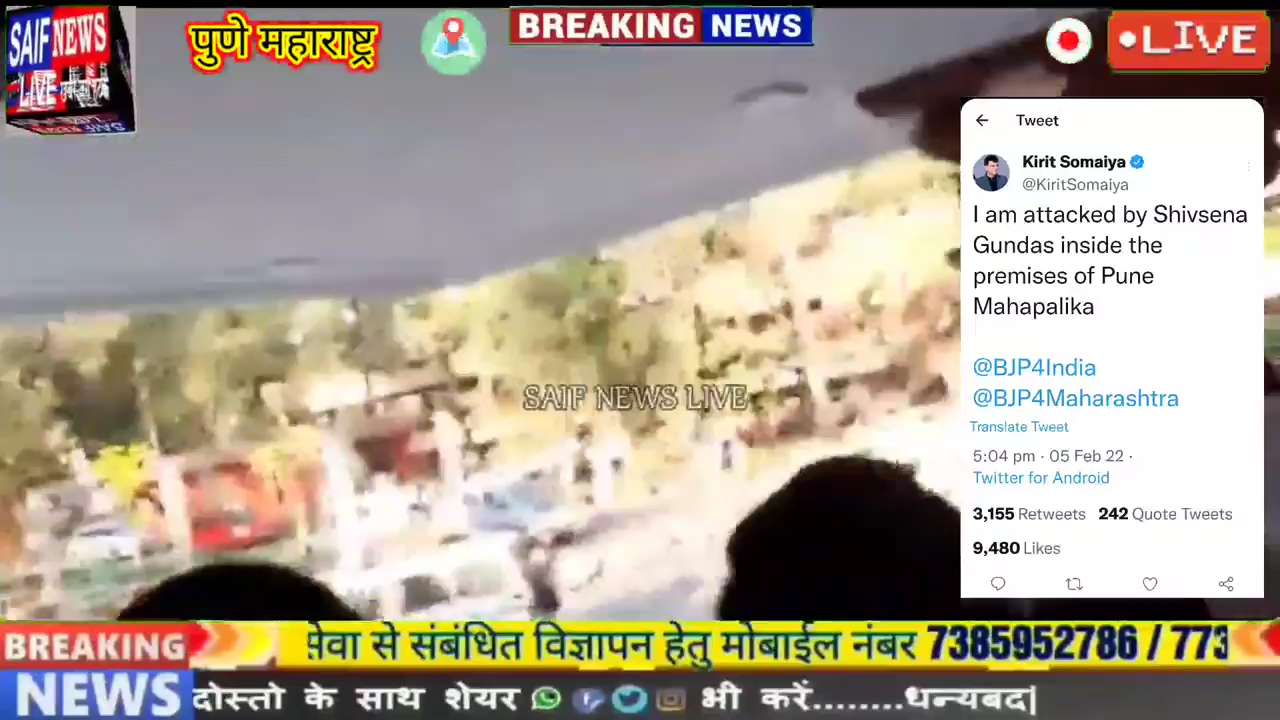 SAIF NEWS
LIVE
पुणे महाराष्ट्र
BREAKING NEWS
LIVE
Tweet
Kirit Somaiya
@KiritSomaiya
I am attacked by Shivsena
Gundas inside the
premises of Pune
Mahapalika
@BJP4India
@BJP4Maharashtra
Translate Tweet
5:04 pm · 05 Feb 22 ·
Twitter for Android
3,155 Retweets 242 Quote Tweets
9,480 Likes
SAIF NEWS LIVE
BREAKING
NEWS
सेवा से संबंधित विज्ञापन हेतु मोबाईल नंबर 7385952786 / 773
दोस्तो के साथ शेयर भी करें........धन्यबद|